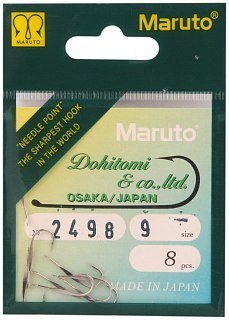 MARUTO
Maruto®
"NEEDLE POINT"
THE SHARPEST HOOK
IN THE WORLD
Maruto®
Dohitomi
& co., ltd.
OSAKA/JAPAN
No. 2498 9 size
8 pcs.
MADE IN JAPAN